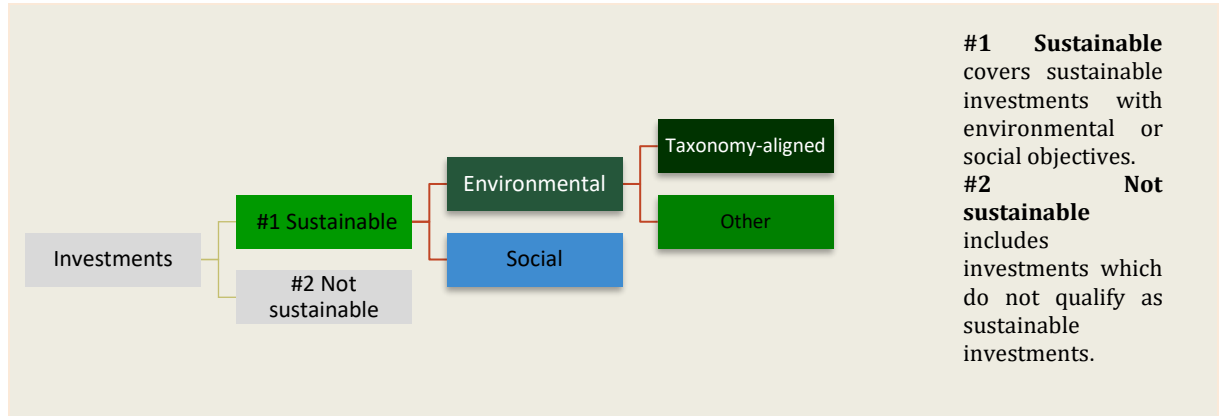 Investments
#1 Sustainable
#2 Not
sustainable
Environmental
Social
Taxonomy-aligned
Other
#1 Sustainable
covers sustainable
investments with
environmental or
social objectives.
#2 Not
sustainable
includes
investments which
do not qualify as
sustainable
investments.